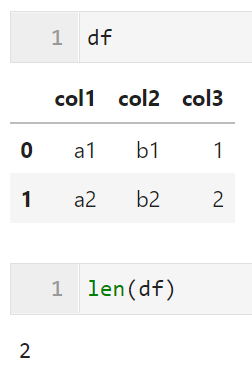 1 df
col1 col2 col3
0 a1 b1 1
1 a2 b2 2
1 len(df)
2